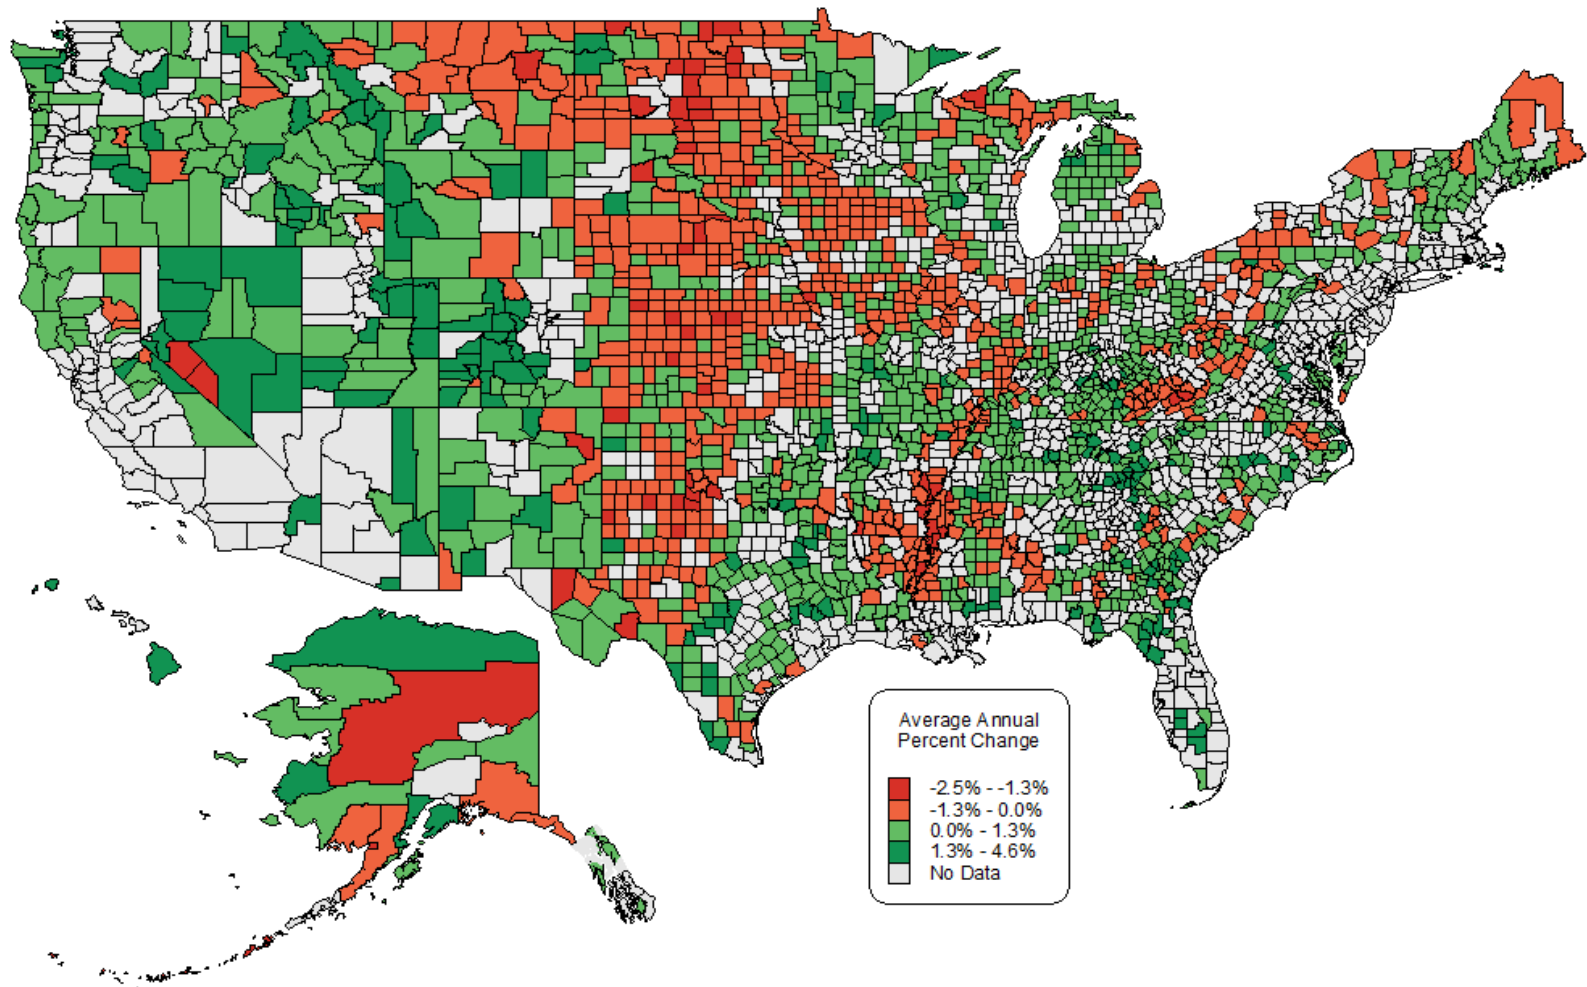 Average Annual
Percent Change
-2.5% - -1.3%
-1.3% - 0.0%
0.0% - 1.3%
1.3% - 4.6%
No Data